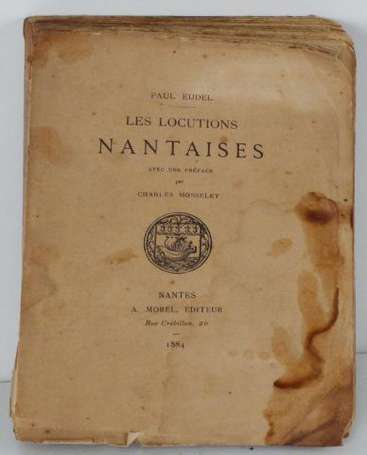 PAUL EUDEL
LES LOCUTIONS
NANTAISES
AVEC UNE PRÉFACE
par
CHARLES MONSELET
NANTES
A. MOREL, ÉDITEUR
Rue Crébillon, 20
1884